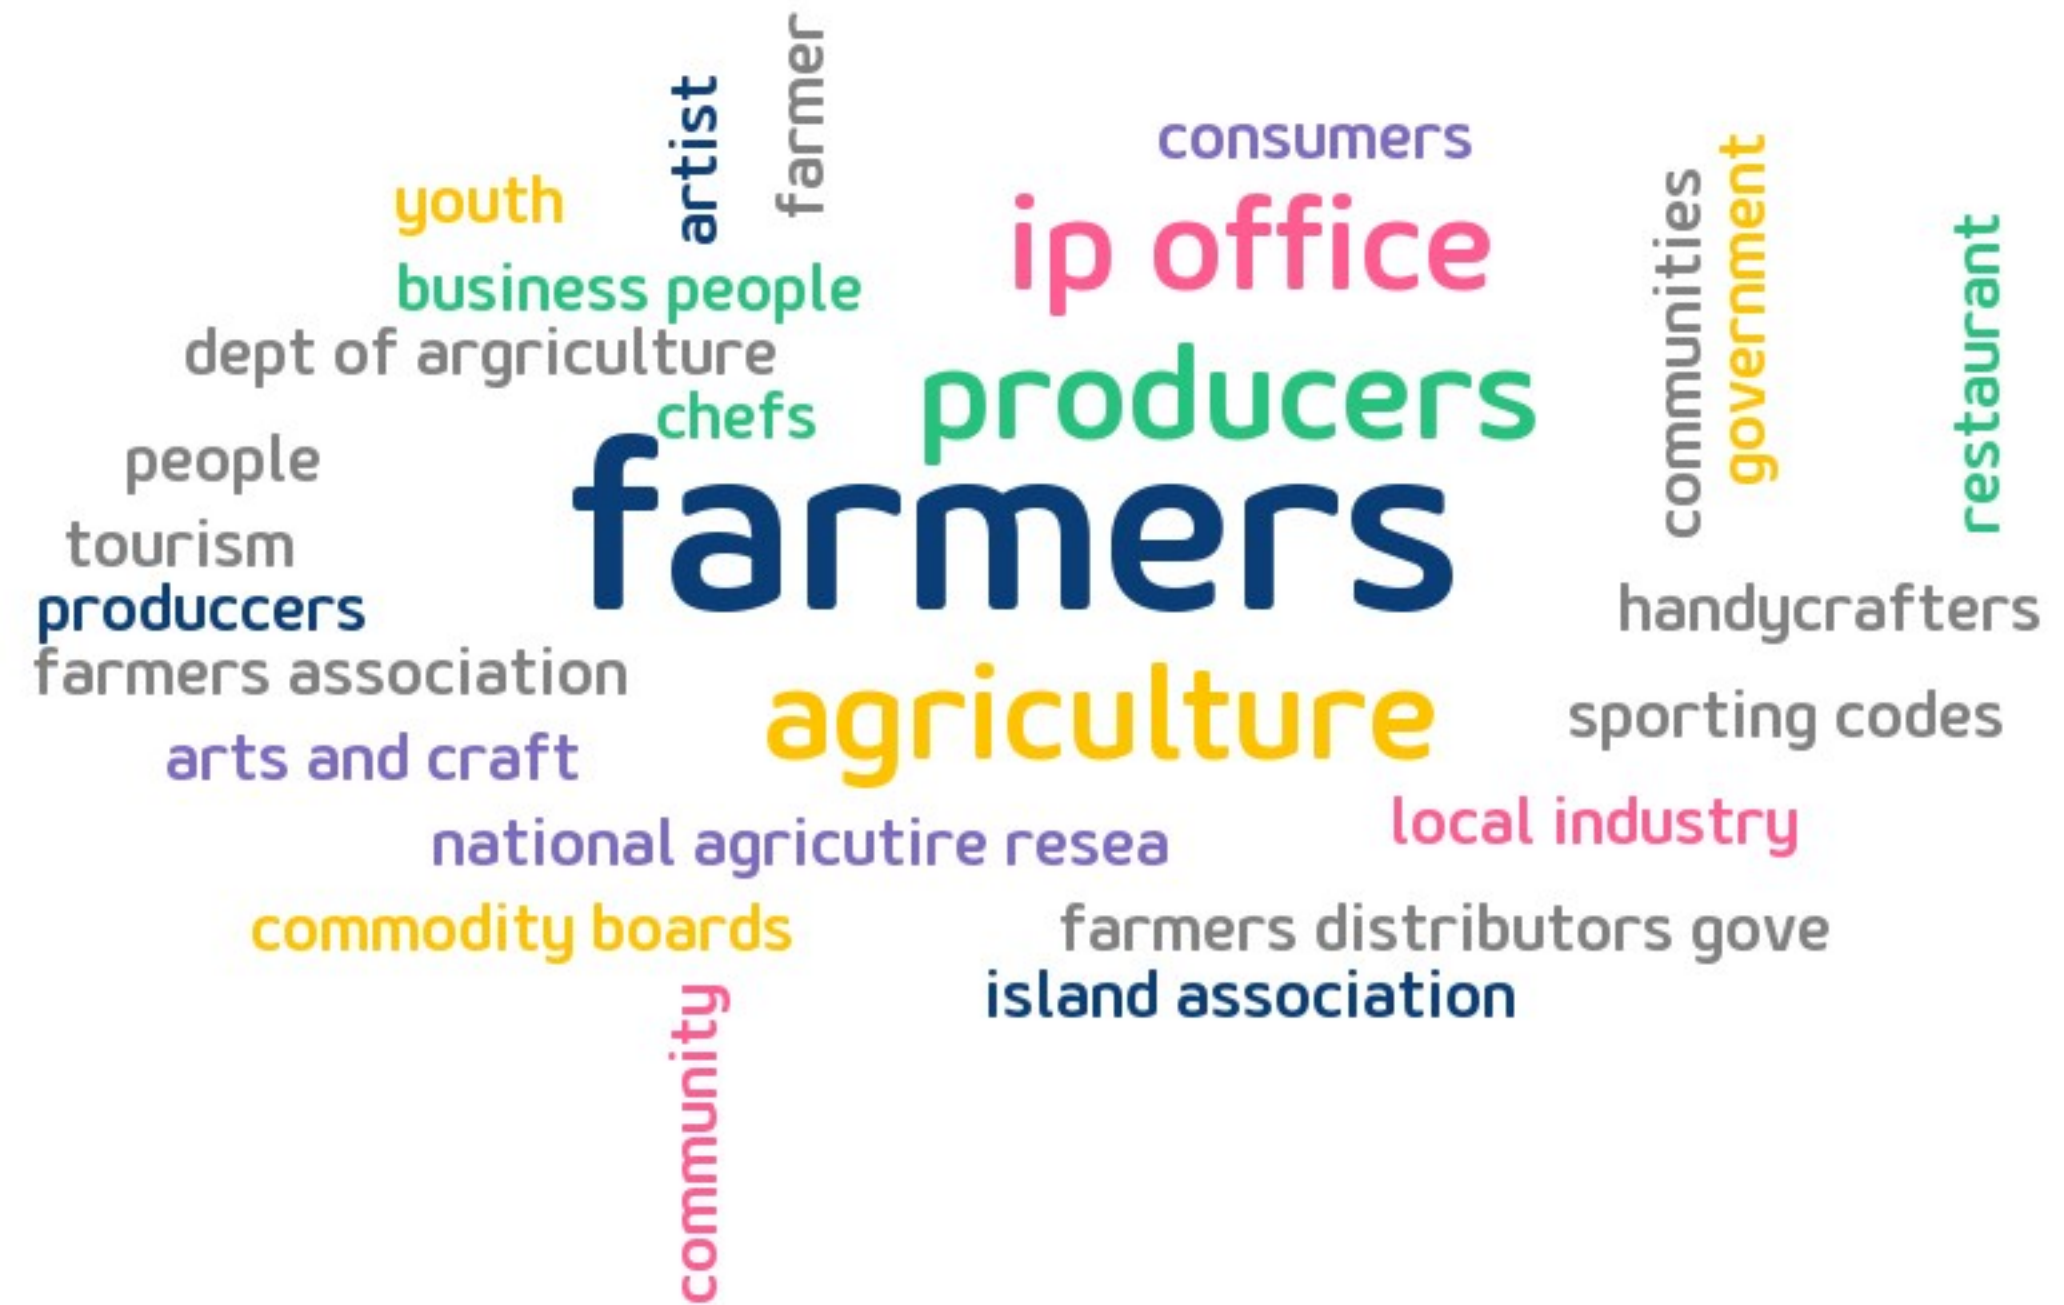 farmer
artist
consumers
youth
ip office
communities
government
restaurant
business people
dept of argriculture
producers
chefs
people
farmers
tourism
produccers
handycrafters
farmers association
agriculture
sporting codes
arts and craft
local industry
national agricutire resea
commodity boards
farmers distributors gove
island association
community